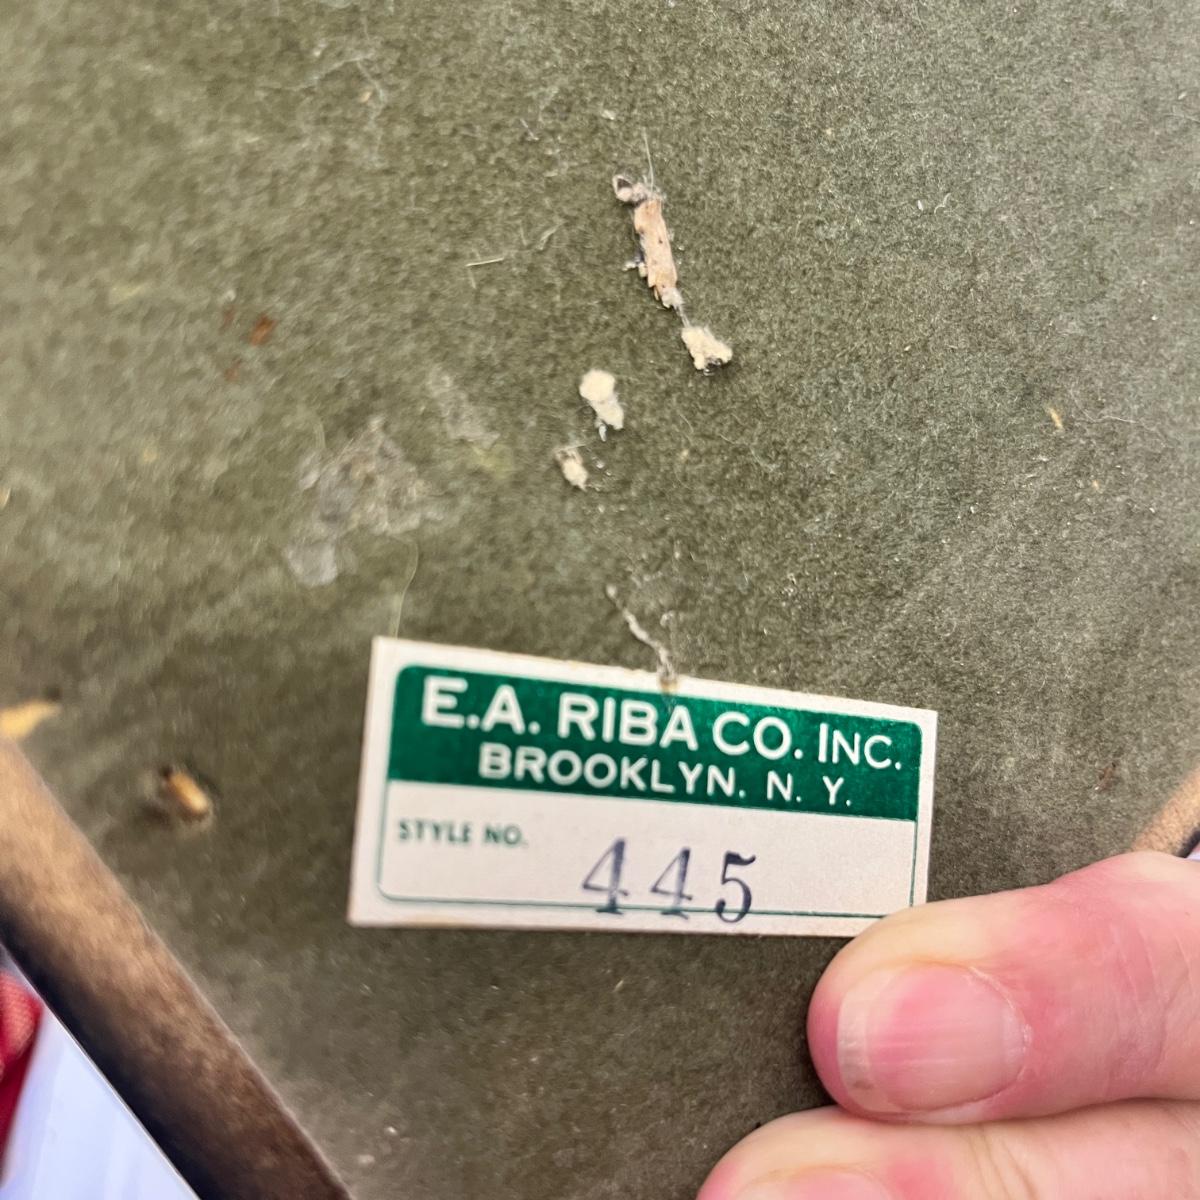 E.A. RIBA CO. INC.
BROOKLYN, N. Y.
STYLE NO. 445